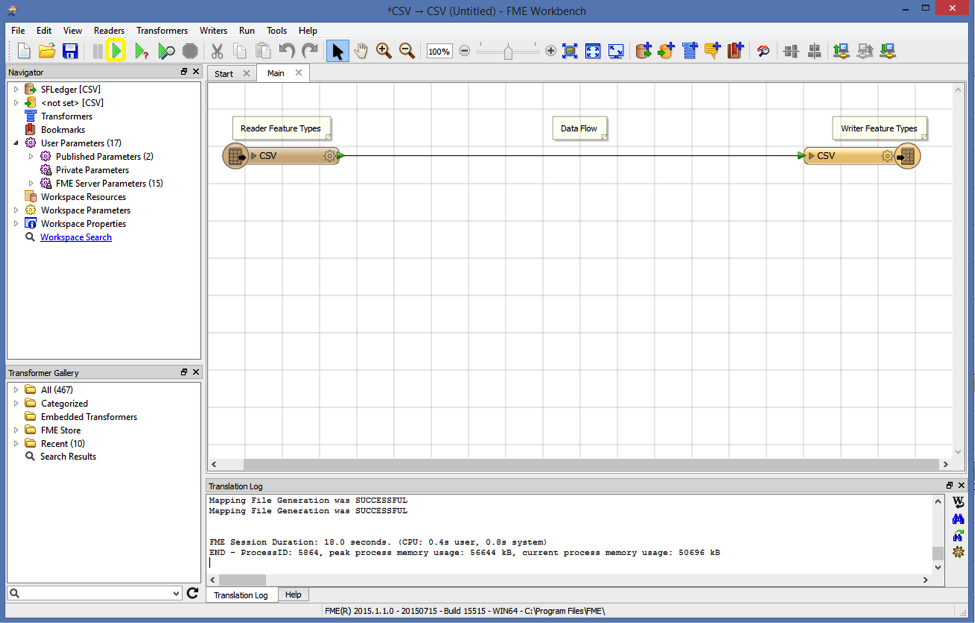 *CSV → CSV (Untitled) - FME Workbench
File Edit View Readers Transformers Writers Run Tools Help
100%
Navigator
SFLedger [CSV]
<not set> [CSV]
Transformers
Bookmarks
User Parameters (17)
Published Parameters (2)
Private Parameters
FME Server Parameters (15)
Workspace Resources
Workspace Parameters
Workspace Properties
Workspace Search
Transformer Gallery
All (467)
Categorized
Embedded Transformers
FME Store
Recent (10)
Search Results
Start Main
Reader Feature Types Data Flow Writer Feature Types
CSV CSV
Translation Log
Mapping File Generation was SUCCESSFUL
Mapping File Generation was SUCCESSFUL
FME Session Duration: 18.0 seconds. (CPU: 0.4s user, 0.8s system)
END - ProcessID: 5864, peak process memory usage: 56644 kB, current process memory usage: 50696 kB
Translation Log Help
FME(R) 2015.1.1.0 - 20150715 - Build 15515 - WIN64 - C:\Program Files\FME\